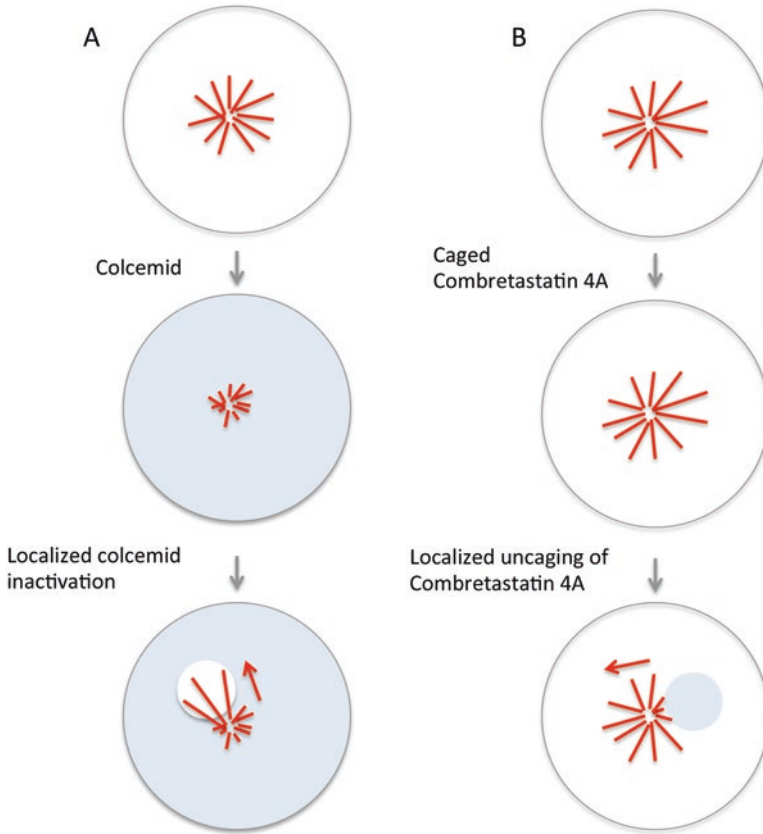 A
B
Colcemid
Caged
Combretastatin 4A
Localized colcemid
inactivation
Localized uncaging of
Combretastatin 4A